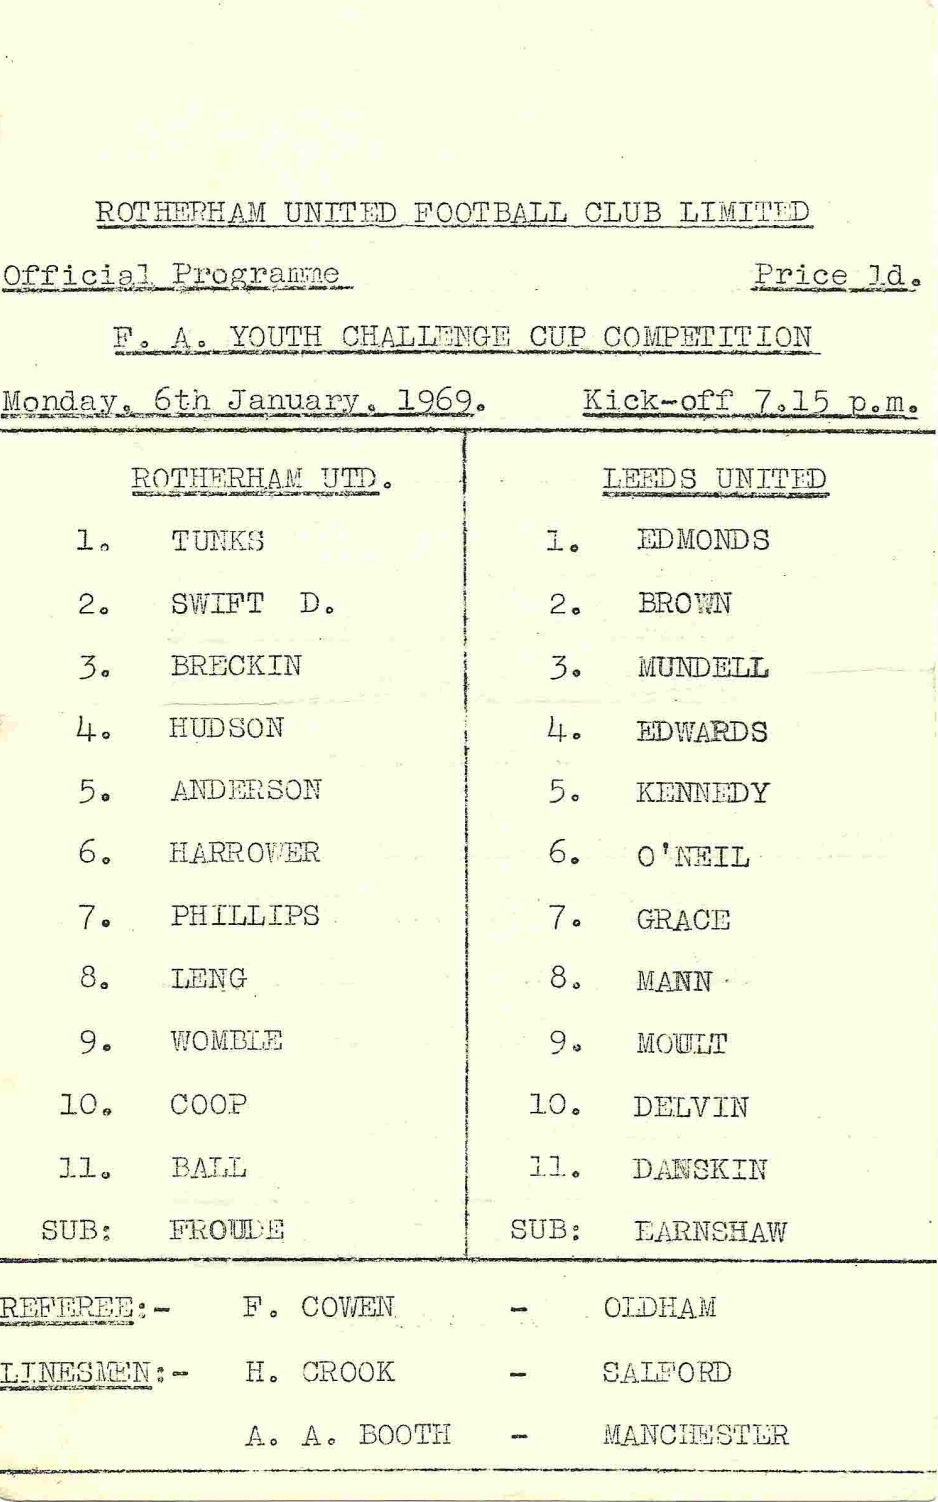 ROTHERHAM UNITED FOOTBALL CLUB LIMITED
Official Programme Price 1d.
F. A. YOUTH CHALLENGE CUP COMPETITION
Monday, 6th January, 1969. Kick-off 7.15 p.m.
ROTHERHAM UTD. LEEDS UNITED
1. TUNKS 1. EDMONDS
2. SWIFT D. 2. BROWN
3. BRECKIN 3. MUNDELL
4. HUDSON 4. EDWARDS
5. ANDERSON 5. KENNEDY
6. HARROWER 6. O'NEIL
7. PHILLIPS 7. GRACE
8. LENG 8. MANN
9. WOMBLE 9. MOULT
10. COOP 10. DELVIN
11. BALL 11. DANSKIN
SUB: FROUDE SUB: EARNSHAW
REFEREE:- F. COWEN - OLDHAM
LINESMEN:- H. CROOK - SALFORD
A. A. BOOTH - MANCHESTER